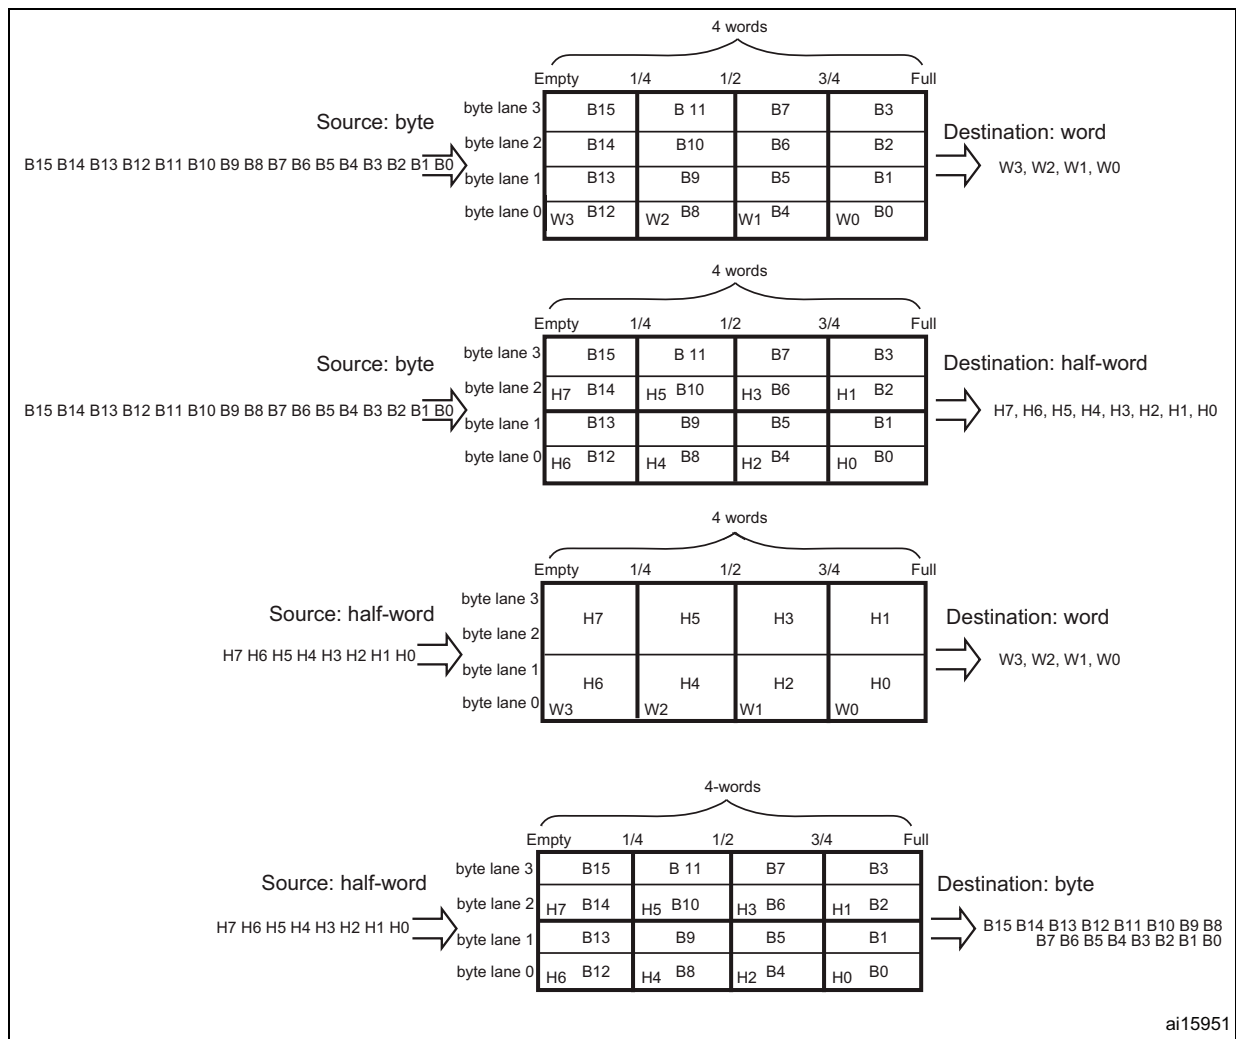 4 words
Empty 1/4 1/2 3/4 Full
Source: byte
B15 B14 B13 B12 B11 B10 B9 B8 B7 B6 B5 B4 B3 B2 B1 B0
byte lane 3 B15 B 11 B7 B3
byte lane 2 B14 B10 B6 B2
byte lane 1 B13 B9 B5 B1
byte lane 0 W3 B12 W2 B8 W1 B4 W0 B0
Destination: word
W3, W2, W1, W0
4 words
Empty 1/4 1/2 3/4 Full
Source: byte
B15 B14 B13 B12 B11 B10 B9 B8 B7 B6 B5 B4 B3 B2 B1 B0
byte lane 3 B15 B 11 B7 B3
byte lane 2 H7 B14 H5 B10 H3 B6 H1 B2
byte lane 1 B13 B9 B5 B1
byte lane 0 H6 B12 H4 B8 H2 B4 H0 B0
Destination: half-word
H7, H6, H5, H4, H3, H2, H1, H0
4 words
Empty 1/4 1/2 3/4 Full
Source: half-word
H7 H6 H5 H4 H3 H2 H1 H0
byte lane 3
H7 H5 H3 H1
byte lane 2
byte lane 1
H6 H4 H2 H0
byte lane 0 W3 W2 W1 W0
Destination: word
W3, W2, W1, W0
4-words
Empty 1/4 1/2 3/4 Full
Source: half-word
H7 H6 H5 H4 H3 H2 H1 H0
byte lane 3 B15 B 11 B7 B3
byte lane 2 H7 B14 H5 B10 H3 B6 H1 B2
byte lane 1 B13 B9 B5 B1
byte lane 0 H6 B12 H4 B8 H2 B4 H0 B0
Destination: byte
B15 B14 B13 B12 B11 B10 B9 B8
B7 B6 B5 B4 B3 B2 B1 B0
ai15951